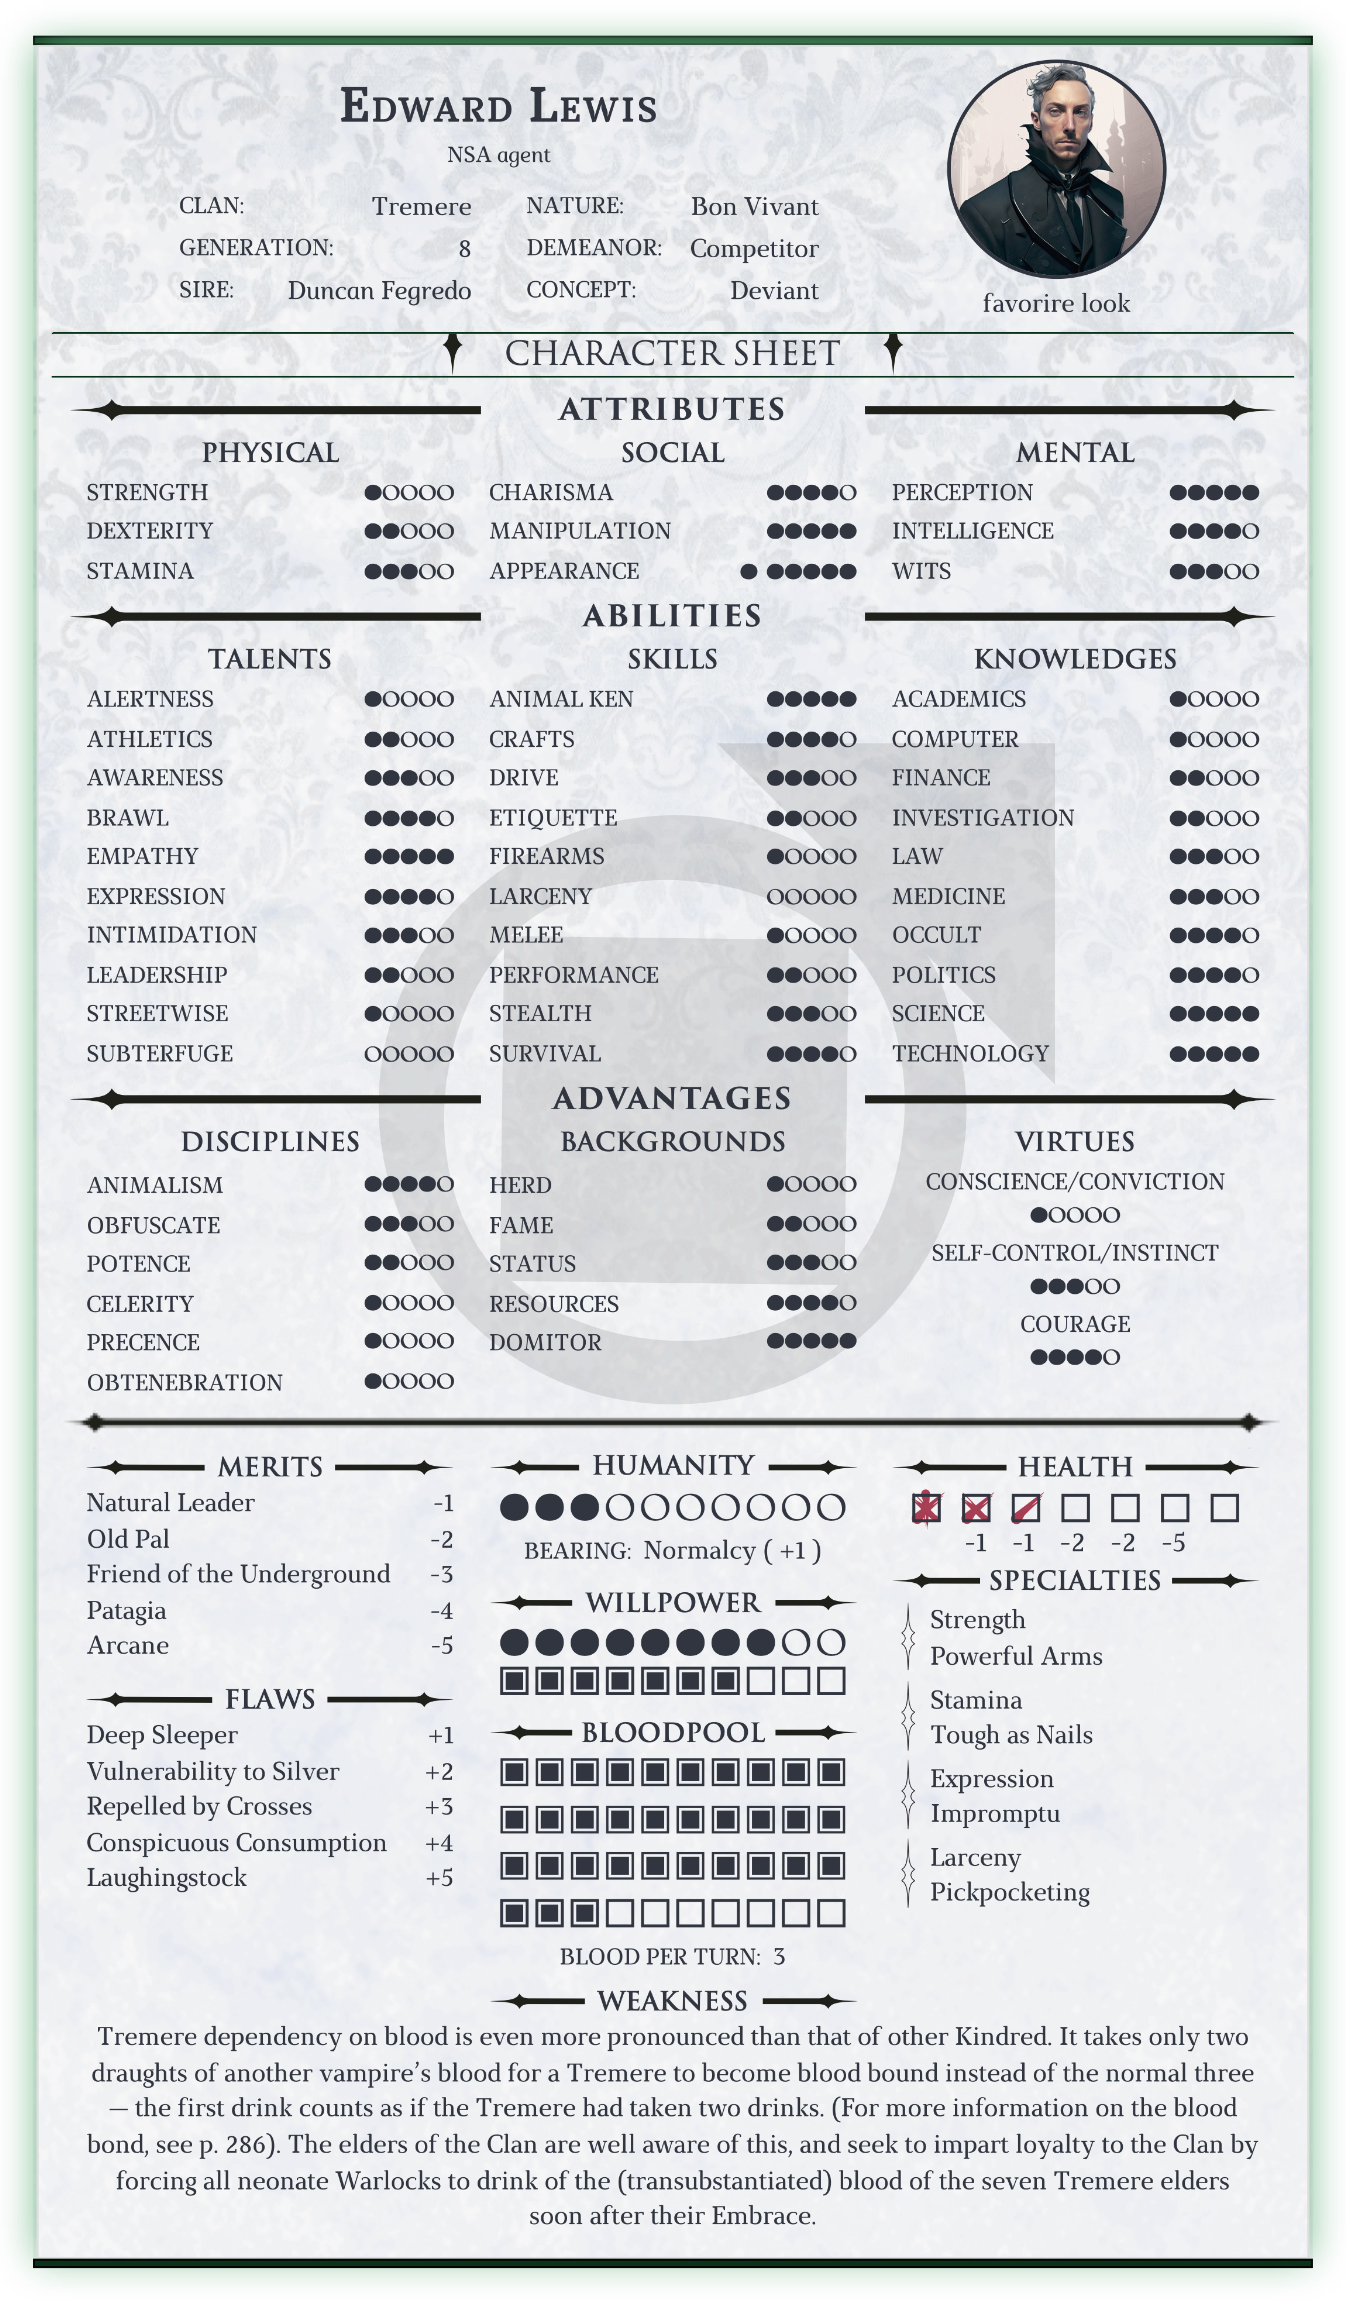 Edward Lewis
NSA agent
CLAN: Tremere NATURE: Bon Vivant
GENERATION: 8 DEMEANOR: Competitor
SIRE: Duncan Fegredo CONCEPT: Deviant
favorire look
CHARACTER SHEET
ATTRIBUTES
PHYSICAL SOCIAL MENTAL
STRENGTH ●○○○○ CHARISMA ●●●●○ PERCEPTION ●●●●●
DEXTERITY ●●○○○ MANIPULATION ●●●●● INTELLIGENCE ●●●●○
STAMINA ●●●○○ APPEARANCE ● ●●●●● WITS ●●●○○
ABILITIES
TALENTS SKILLS KNOWLEDGES
ALERTNESS ●○○○○ ANIMAL KEN ●●●●● ACADEMICS ●○○○○
ATHLETICS ●●○○○ CRAFTS ●●●●○ COMPUTER ●○○○○
AWARENESS ●●●○○ DRIVE ●●●○○ FINANCE ●●○○○
BRAWL ●●●●○ ETIQUETTE ●●○○○ INVESTIGATION ●●○○○
EMPATHY ●●●●● FIREARMS ●○○○○ LAW ●●●○○
EXPRESSION ●●●●○ LARCENY ○○○○○ MEDICINE ●●●○○
INTIMIDATION ●●●○○ MELEE ●○○○○ OCCULT ●●●●○
LEADERSHIP ●●○○○ PERFORMANCE ●●○○○ POLITICS ●●●●○
STREETWISE ●○○○○ STEALTH ●●●○○ SCIENCE ●●●●●
SUBTERFUGE ○○○○○ SURVIVAL ●●●●○ TECHNOLOGY ●●●●●
ADVANTAGES
DISCIPLINES BACKGROUNDS VIRTUES
ANIMALISM ●●●●○ HERD ●○○○○ CONSCIENCE/CONVICTION
OBFUSCATE ●●●○○ FAME ●●○○○ ●○○○○
POTENCE ●●○○○ STATUS ●●●○○ SELF-CONTROL/INSTINCT
CELERITY ●○○○○ RESOURCES ●●●●○ ●●●○○
PRECENCE ●○○○○ DOMITOR ●●●●● COURAGE
OBTENEBRATION ●○○○○ ●●●●○
MERITS
Natural Leader -1
Old Pal -2
Friend of the Underground -3
Patagia -4
Arcane -5
FLAWS
Deep Sleeper +1
Vulnerability to Silver +2
Repelled by Crosses +3
Conspicuous Consumption +4
Laughingstock +5
HUMANITY
●●●○○○○○○○
BEARING: Normalcy ( +1 )
WILLPOWER
●●●●●●●●○○
▣▣▣▣▣▣▣□□□
BLOODPOOL
▣▣▣▣▣▣▣▣▣▣
▣▣▣▣▣▣▣▣▣▣
▣▣▣▣▣▣▣▣▣▣
▣▣▣□□□□□□□
BLOOD PER TURN: 3
HEALTH
-1 -1 -2 -2 -5
SPECIALTIES
Strength
Powerful Arms
Stamina
Tough as Nails
Expression
Impromptu
Larceny
Pickpocketing
WEAKNESS
Tremere dependency on blood is even more pronounced than that of other Kindred. It takes only two
draughts of another vampire’s blood for a Tremere to become blood bound instead of the normal three
— the first drink counts as if the Tremere had taken two drinks. (For more information on the blood
bond, see p. 286). The elders of the Clan are well aware of this, and seek to impart loyalty to the Clan by
forcing all neonate Warlocks to drink of the (transubstantiated) blood of the seven Tremere elders
soon after their Embrace.